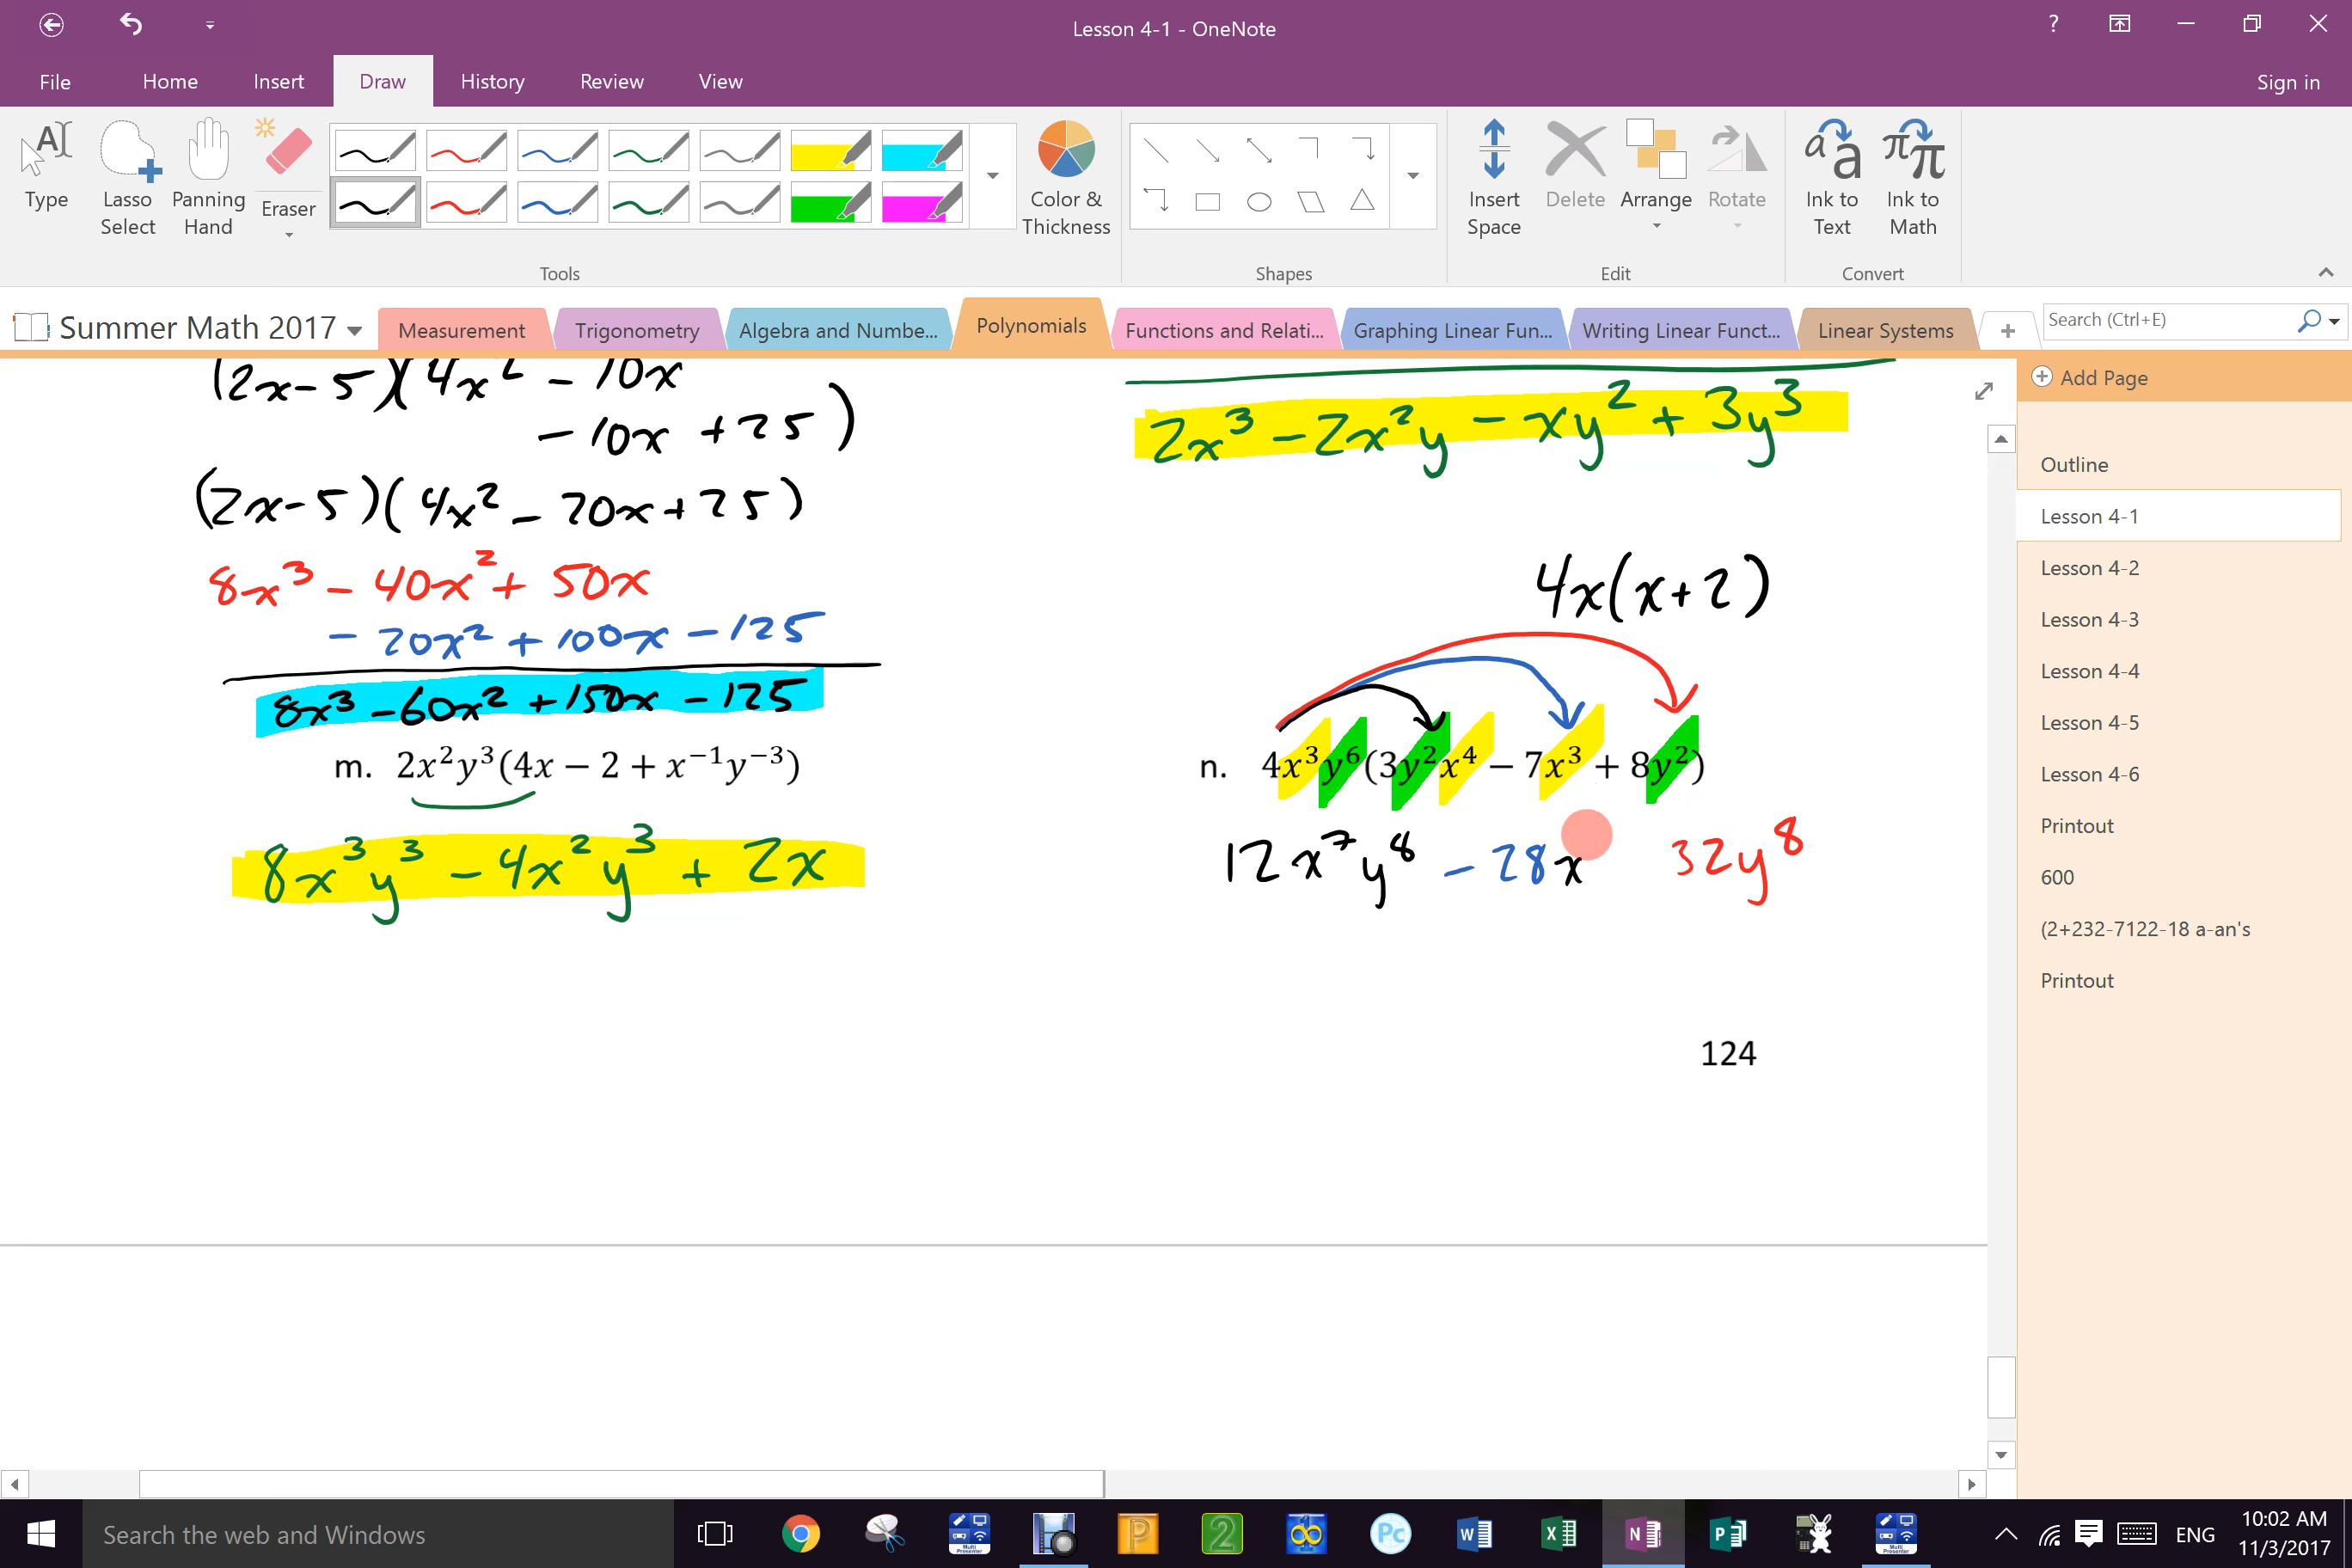 Lesson 4-1 - OneNote
?
File Home Insert Draw History Review View Sign in
Type
Lasso Select
Panning Hand
Eraser
Color & Thickness
Insert Space
Delete
Arrange
Rotate
Ink to Text
Ink to Math
Tools Shapes Edit Convert
Summer Math 2017
Measurement
Trigonometry
Algebra and Numbe...
Polynomials
Functions and Relati...
Graphing Linear Fun...
Writing Linear Funct...
Linear Systems
Search (Ctrl+E)
(2x-5)(4x² - 10x
- 10x + 25)
(2x-5)(4x² - 20x + 25)
8x³ - 40x² + 50x
- 20x² + 100x - 125
8x³ - 60x² + 150x - 125
m. 2x²y³(4x − 2 + x⁻¹y⁻³)
8x³y³ - 4x²y³ + 2x
2x³ - 2x²y - xy² + 3y³
4x(x+2)
n. 4x³y⁶(3y²x⁴ − 7x³ + 8y²)
12x⁷y⁸ - 28x 32y⁸
124
Add Page
Outline
Lesson 4-1
Lesson 4-2
Lesson 4-3
Lesson 4-4
Lesson 4-5
Lesson 4-6
Printout
600
(2+232-7122-18 a-an's
Printout
Search the web and Windows
ENG
10:02 AM
11/3/2017